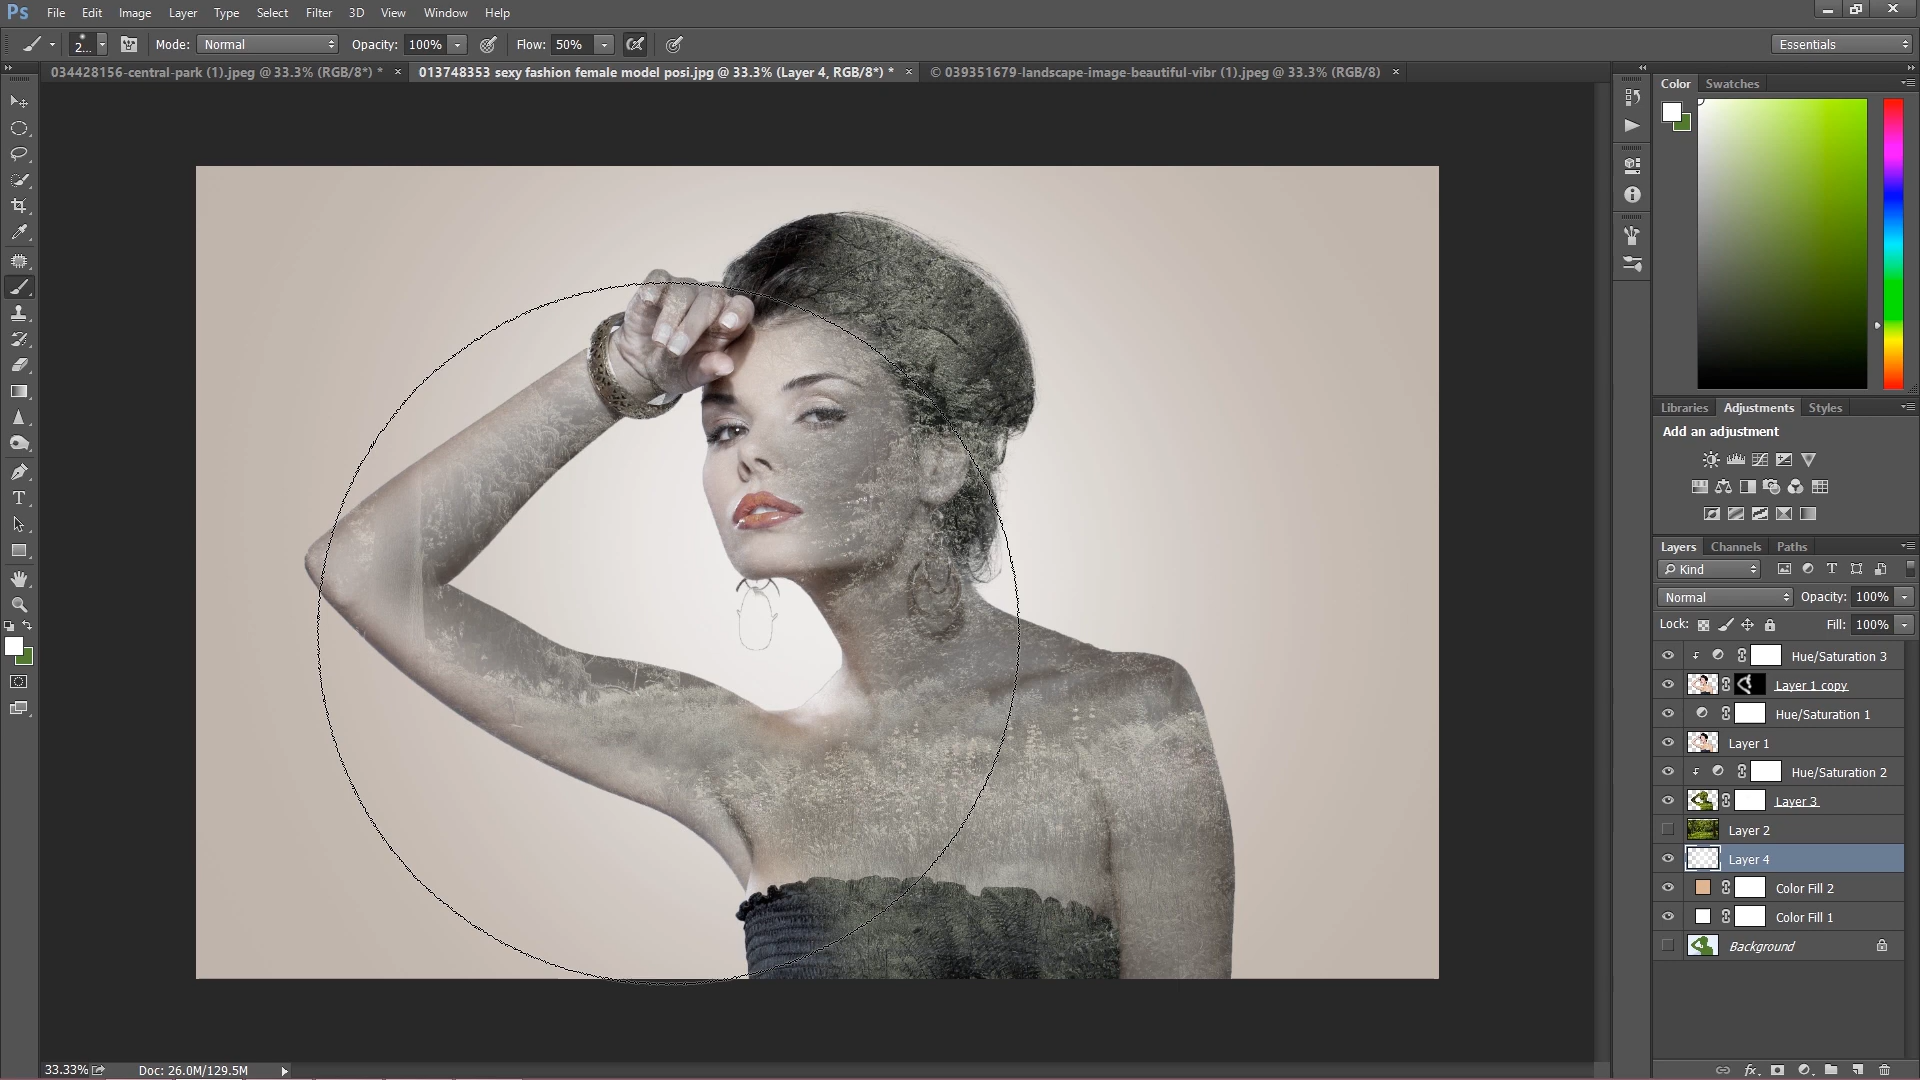 Ps File Edit Image Layer Type Select Filter 3D View Window Help
2... Mode: Normal Opacity: 100% Flow: 50% Essentials
034428156-central-park (1).jpeg @ 33.3% (RGB/8*) * × 013748353 sexy fashion female model posi.jpg @ 33.3% (Layer 4, RGB/8*) * × © 039351679-landscape-image-beautiful-vibr (1).jpeg @ 33.3% (RGB/8) ×
Color Swatches
Libraries Adjustments Styles
Add an adjustment
Layers Channels Paths
Kind
Normal Opacity: 100%
Lock: Fill: 100%
Hue/Saturation 3
Layer 1 copy
Hue/Saturation 1
Layer 1
Hue/Saturation 2
Layer 3
Layer 2
Layer 4
Color Fill 2
Color Fill 1
Background
fx
33.33% Doc: 26.0M/129.5M